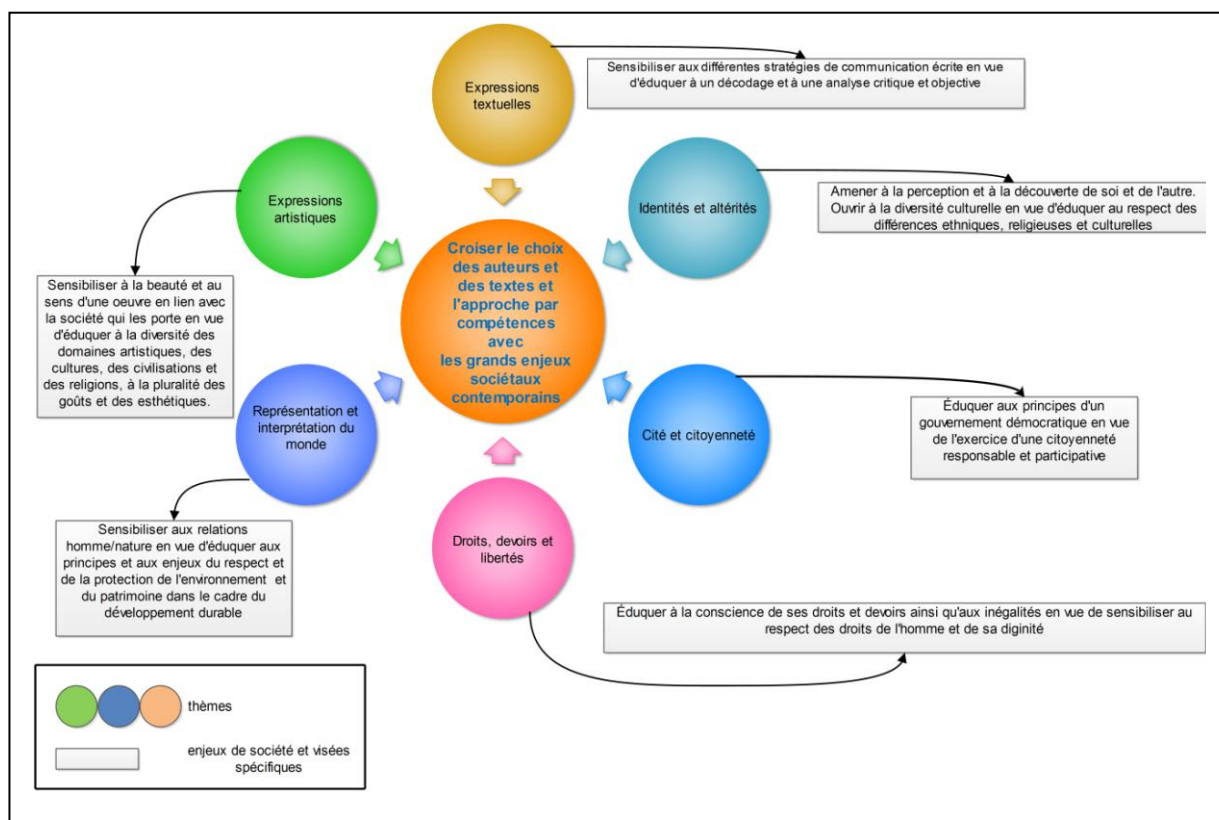 Expressions
textuelles
Sensibiliser aux différentes stratégies de communication écrite en vue
d'éduquer à un décodage et à une analyse critique et objective
Expressions
artistiques
Identités et altérités
Amener à la perception et à la découverte de soi et de l'autre.
Ouvrir à la diversité culturelle en vue d'éduquer au respect des
différences ethniques, religieuses et culturelles
Croiser le choix
des auteurs et
des textes et
l'approche par
compétences
avec
les grands enjeux
sociétaux
contemporains
Sensibiliser à la beauté et au
sens d'une oeuvre en lien avec
la société qui les porte en vue
d'éduquer à la diversité des
domaines artistiques, des
cultures, des civilisations et
des religions, à la pluralité des
goûts et des esthétiques.
Représentation et
interprétation du
monde
Cité et citoyenneté
Éduquer aux principes d'un
gouvernement démocratique en
vue de l'exercice d'une citoyenneté
responsable et participative
Sensibiliser aux relations
homme/nature en vue d'éduquer aux
principes et aux enjeux du respect et
de la protection de l'environnement et
du patrimoine dans le cadre du
développement durable
Droits, devoirs et
libertés
Éduquer à la conscience de ses droits et devoirs ainsi qu'aux inégalités en vue de sensibiliser au
respect des droits de l'homme et de sa diginité
thèmes
enjeux de société et visées
spécifiques